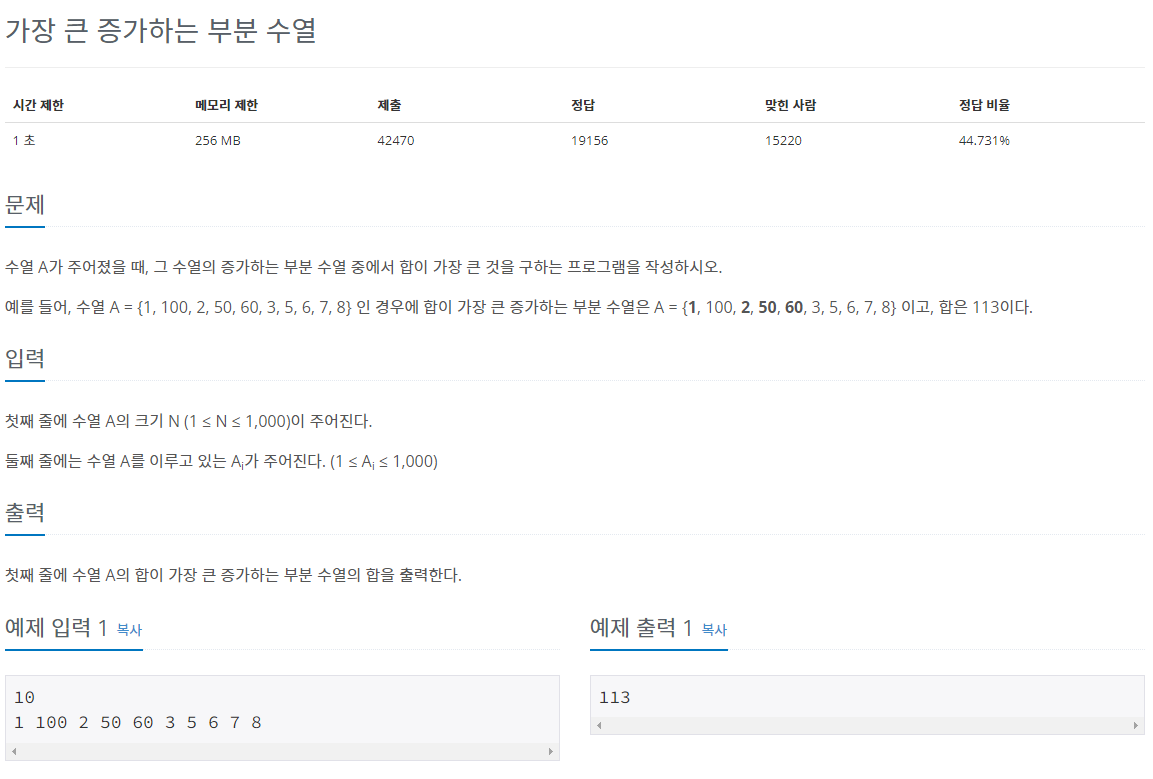 가장 큰 증가하는 부분 수열
시간 제한 메모리 제한 제출 정답 맞힌 사람 정답 비율
1 초 256 MB 42470 19156 15220 44.731%
문제
수열 A가 주어졌을 때, 그 수열의 증가하는 부분 수열 중에서 합이 가장 큰 것을 구하는 프로그램을 작성하시오.
예를 들어, 수열 A = {1, 100, 2, 50, 60, 3, 5, 6, 7, 8} 인 경우에 합이 가장 큰 증가하는 부분 수열은 A = {1, 100, 2, 50, 60, 3, 5, 6, 7, 8} 이고, 합은 113이다.
입력
첫째 줄에 수열 A의 크기 N (1 ≤ N ≤ 1,000)이 주어진다.
둘째 줄에는 수열 A를 이루고 있는 Ai가 주어진다. (1 ≤ Ai ≤ 1,000)
출력
첫째 줄에 수열 A의 합이 가장 큰 증가하는 부분 수열의 합을 출력한다.
예제 입력 1 복사
10
1 100 2 50 60 3 5 6 7 8
예제 출력 1 복사
113